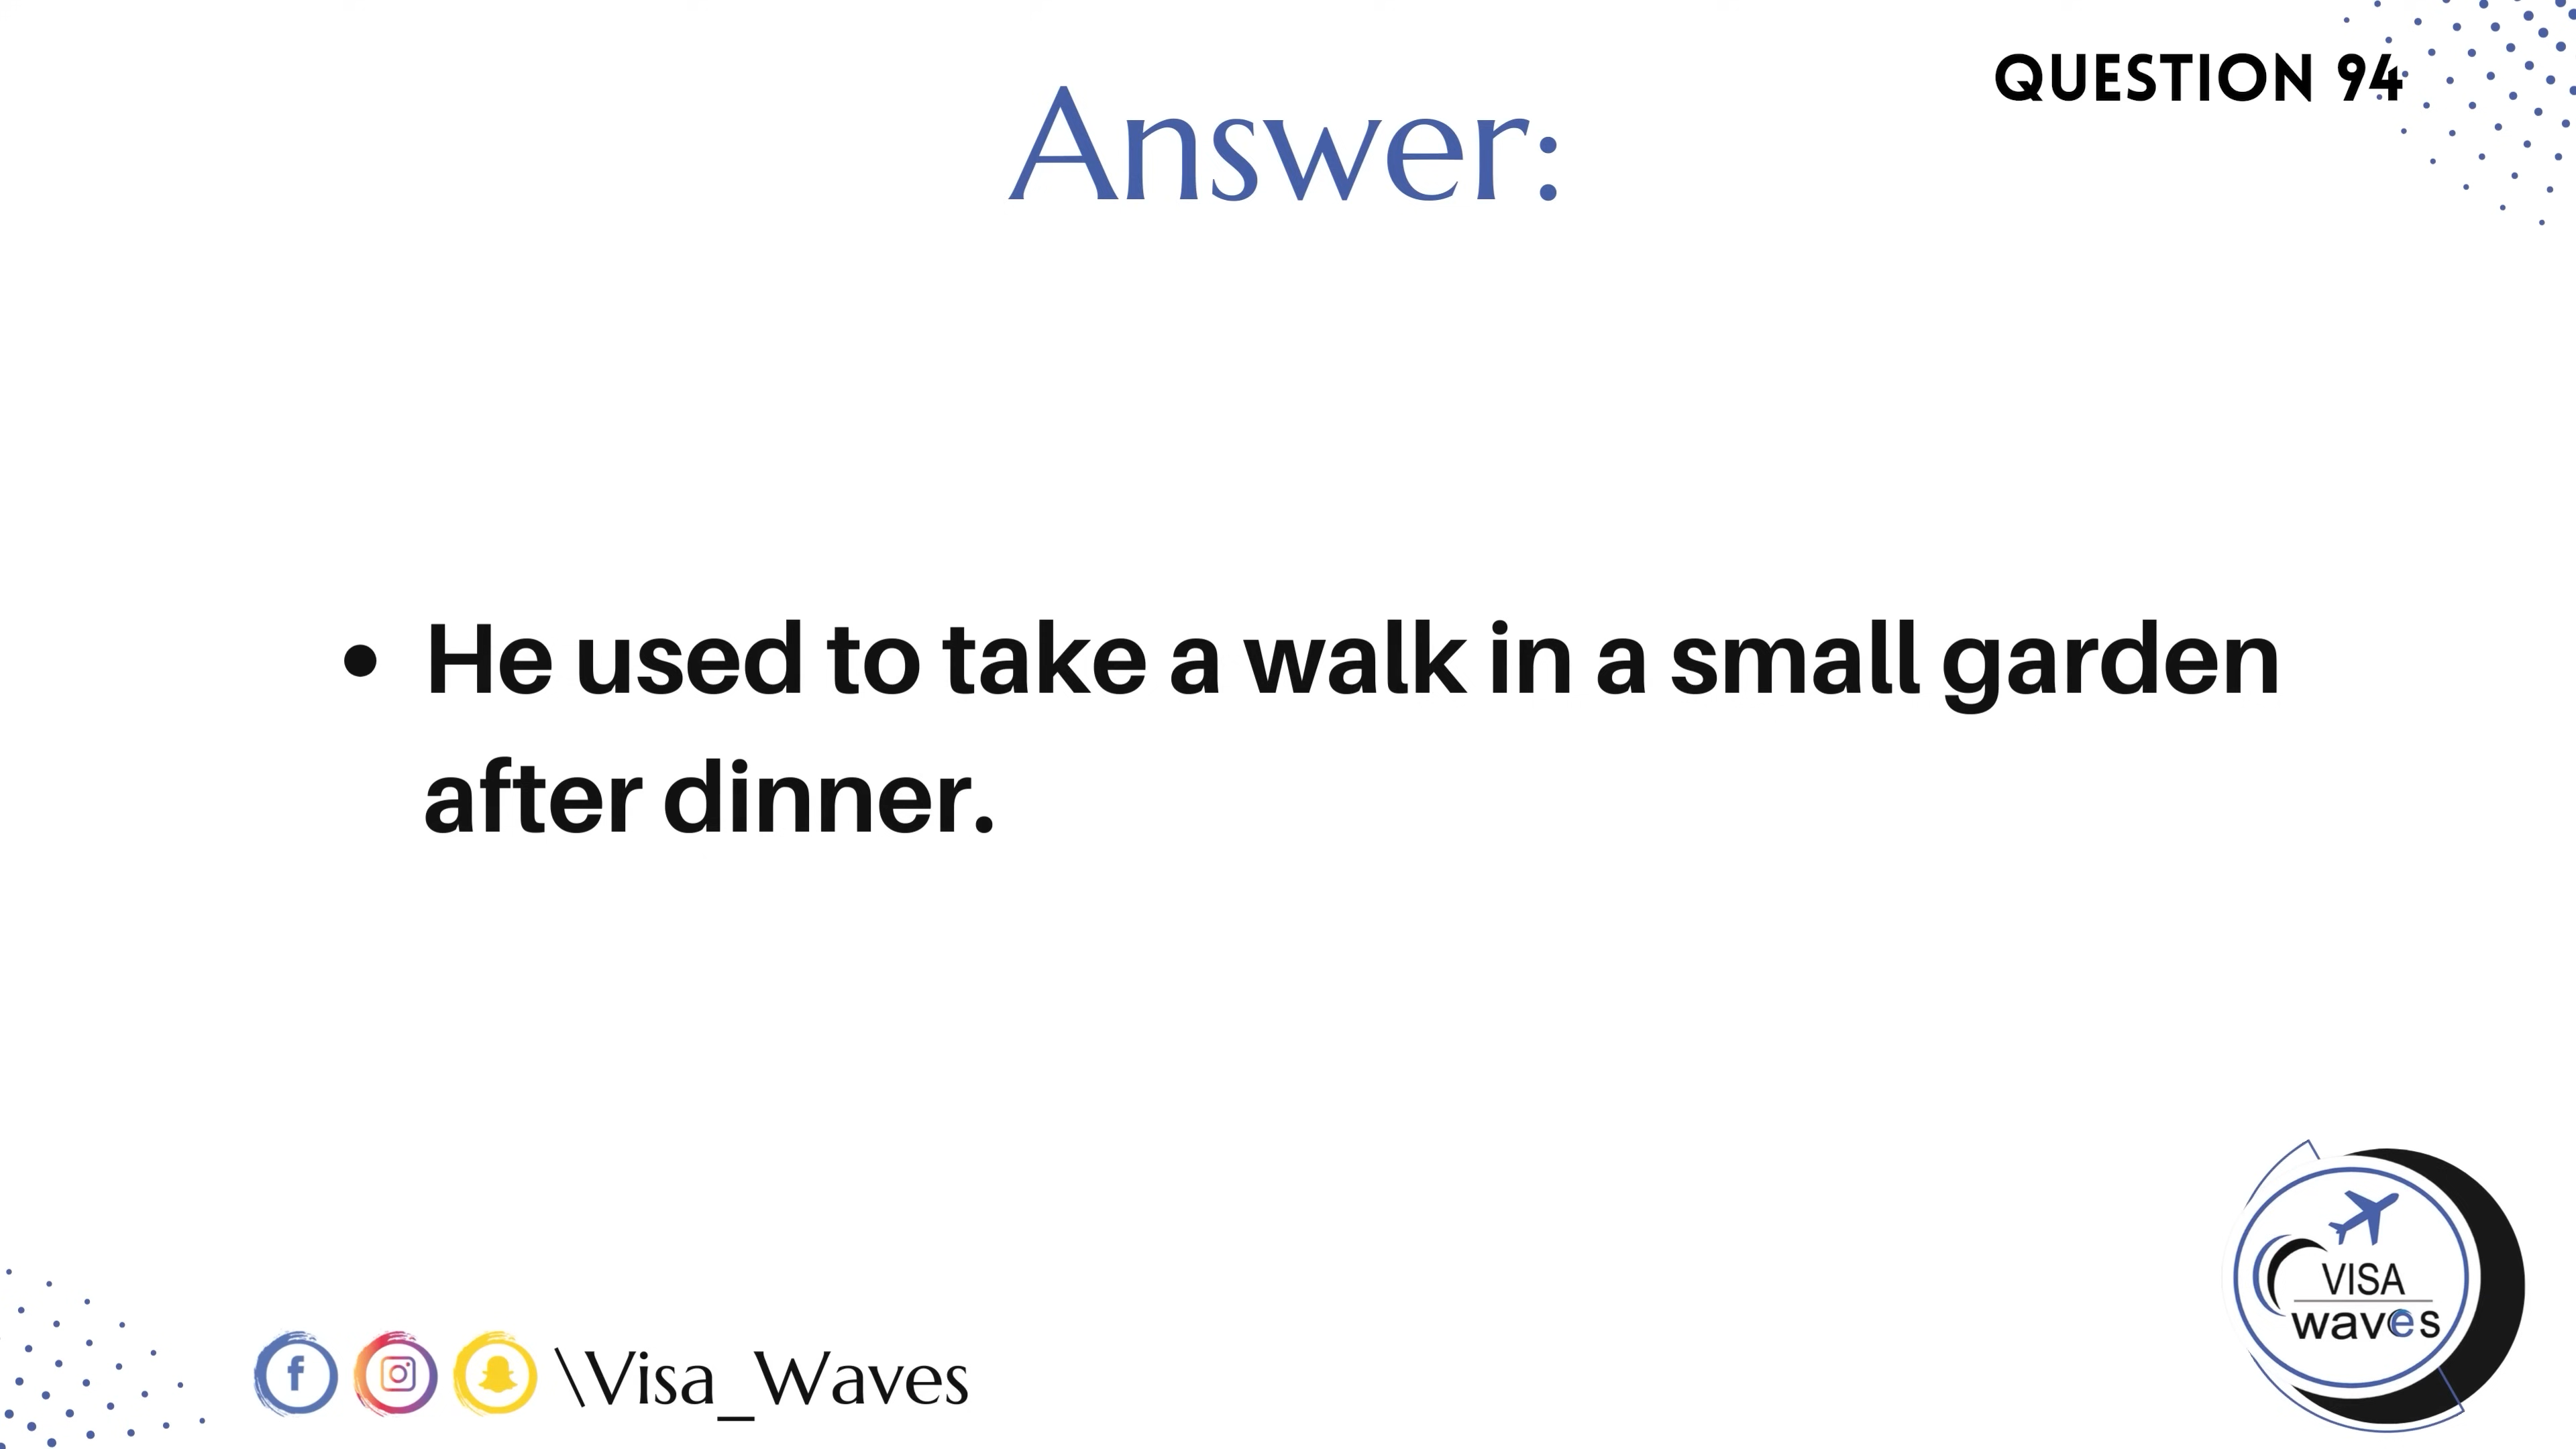 QUESTION 94
Answer:
• He used to take a walk in a small garden
after dinner.
\Visa_Waves
VISA
waves